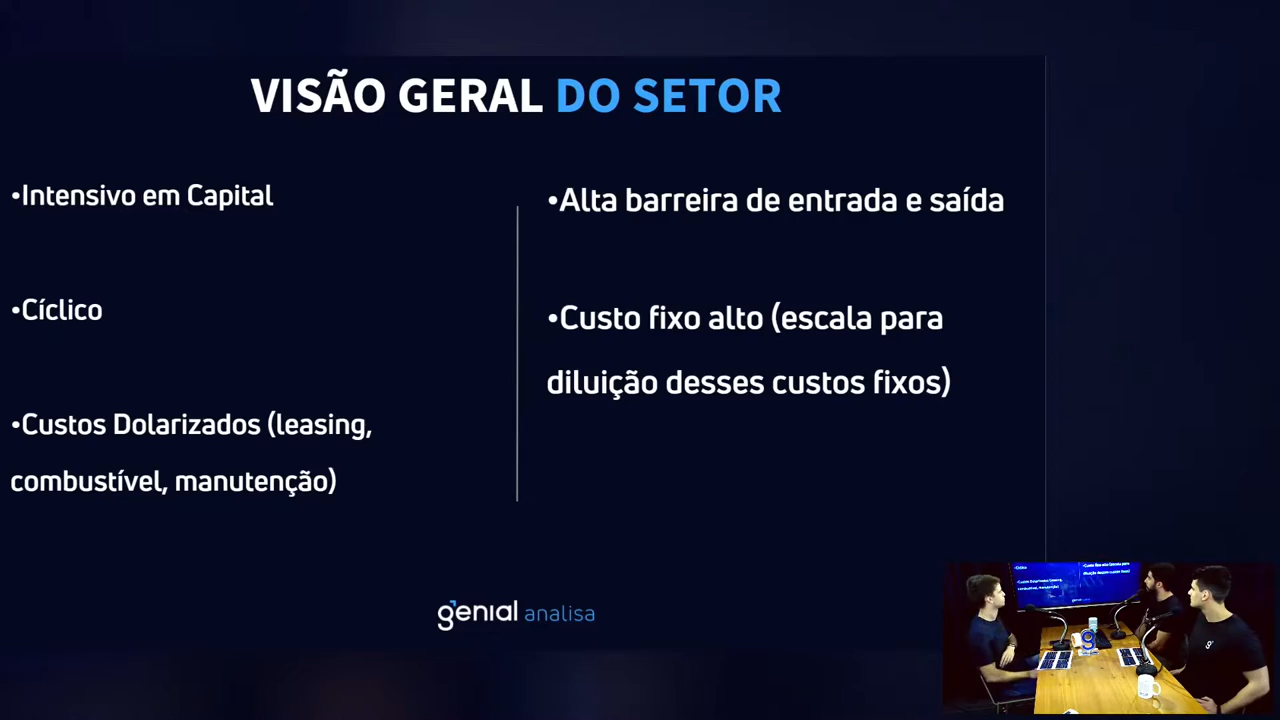 VISÃO GERAL DO SETOR
•Intensivo em Capital
•Cíclico
•Custos Dolarizados (leasing,
combustível, manutenção)
•Alta barreira de entrada e saída
•Custo fixo alto (escala para
diluição desses custos fixos)
genial analisa